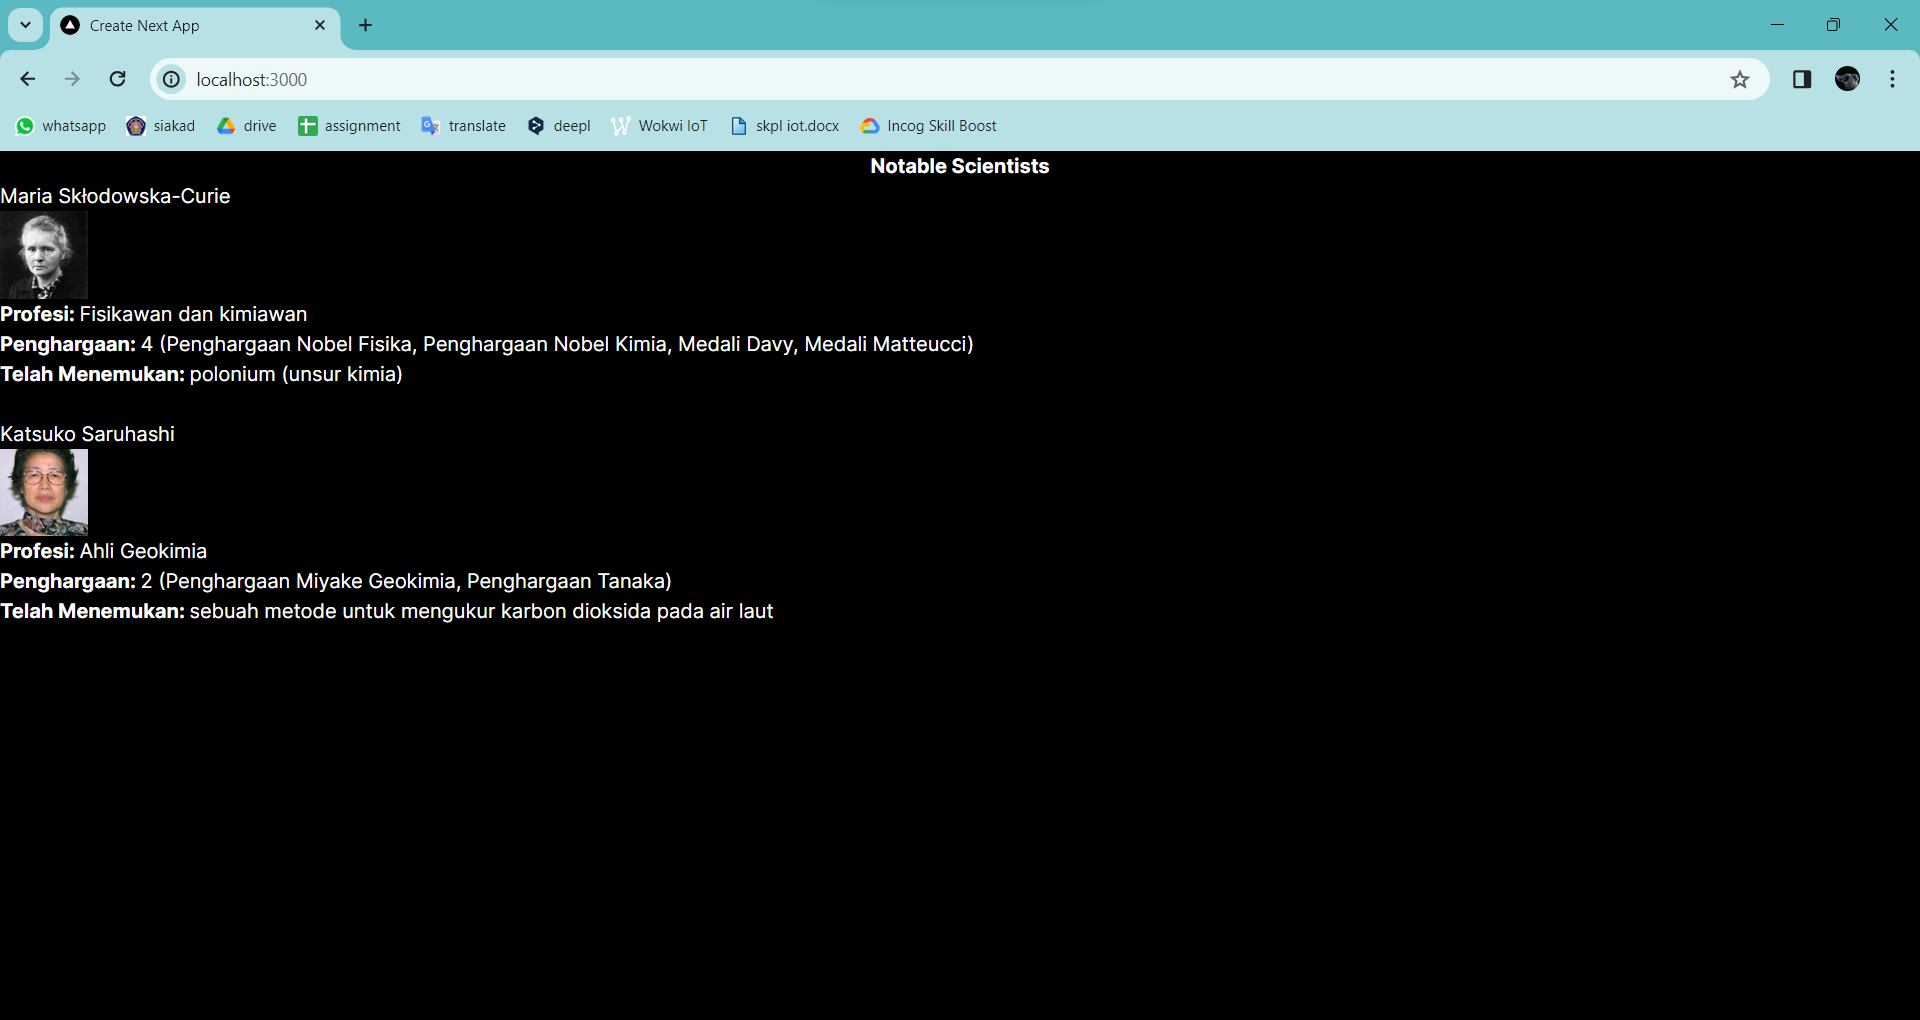 Create Next App
localhost:3000
whatsapp siakad drive assignment translate deepl Wokwi IoT skpl iot.docx Incog Skill Boost
Notable Scientists
Maria Skłodowska-Curie
Profesi: Fisikawan dan kimiawan
Penghargaan: 4 (Penghargaan Nobel Fisika, Penghargaan Nobel Kimia, Medali Davy, Medali Matteucci)
Telah Menemukan: polonium (unsur kimia)
Katsuko Saruhashi
Profesi: Ahli Geokimia
Penghargaan: 2 (Penghargaan Miyake Geokimia, Penghargaan Tanaka)
Telah Menemukan: sebuah metode untuk mengukur karbon dioksida pada air laut